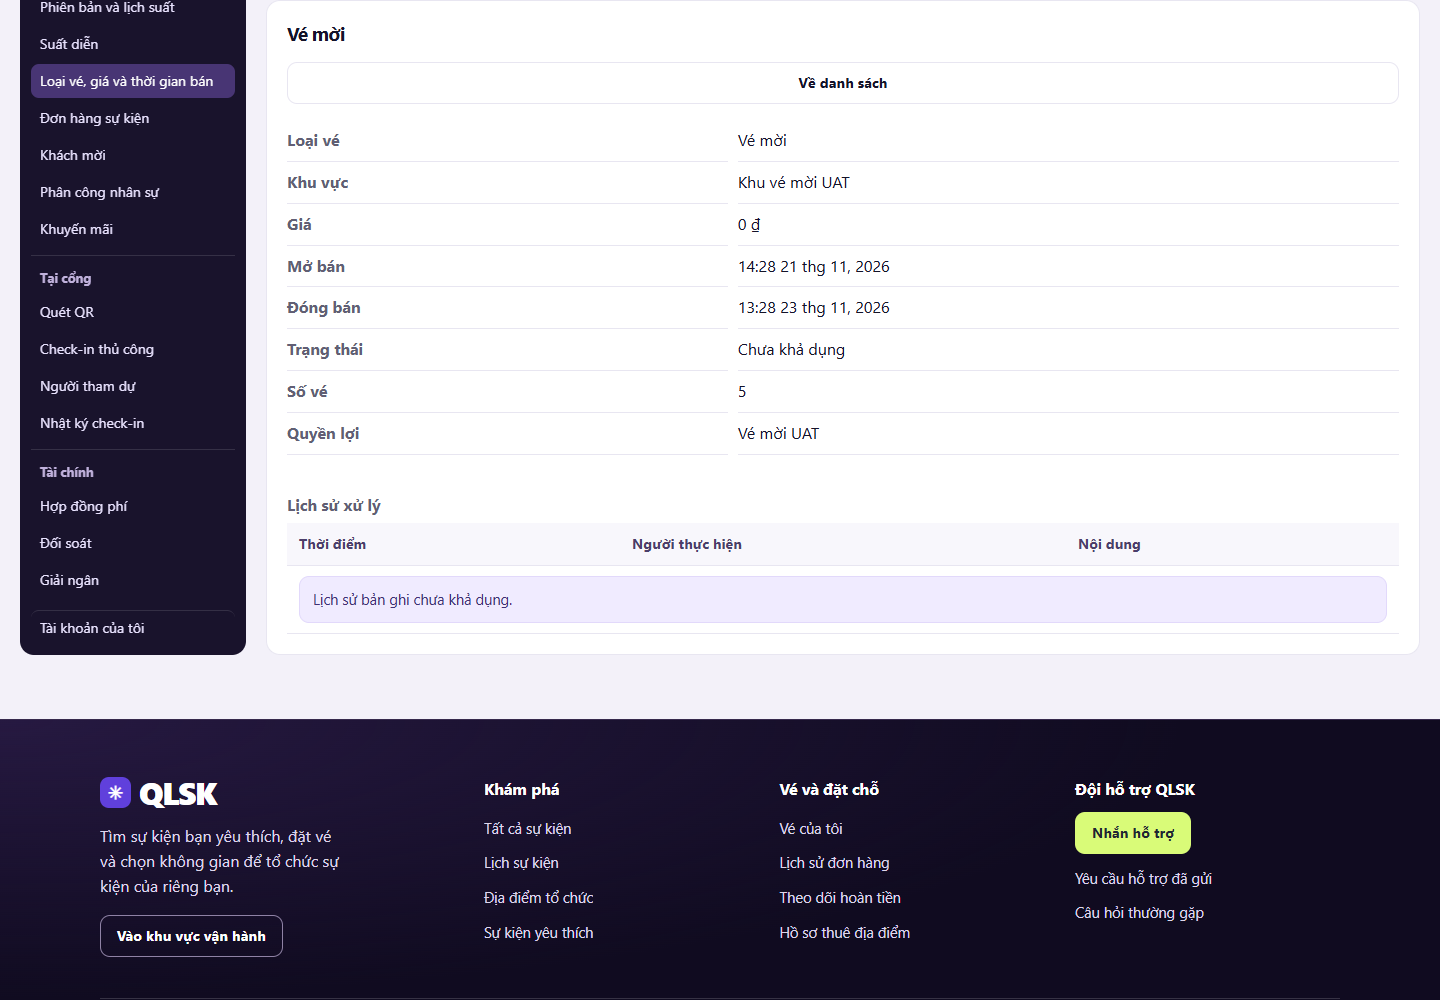 Phiên bản và lịch suất
Suất diễn
Loại vé, giá và thời gian bán
Đơn hàng sự kiện
Khách mời
Phân công nhân sự
Khuyến mãi
Tại cổng
Quét QR
Check-in thủ công
Người tham dự
Nhật ký check-in
Tài chính
Hợp đồng phí
Đối soát
Giải ngân
Tài khoản của tôi
Vé mời
Về danh sách
Loại vé Vé mời
Khu vực Khu vé mời UAT
Giá 0 ₫
Mở bán 14:28 21 thg 11, 2026
Đóng bán 13:28 23 thg 11, 2026
Trạng thái Chưa khả dụng
Số vé 5
Quyền lợi Vé mời UAT
Lịch sử xử lý
Thời điểm Người thực hiện Nội dung
Lịch sử bản ghi chưa khả dụng.
QLSK
Tìm sự kiện bạn yêu thích, đặt vé
và chọn không gian để tổ chức sự
kiện của riêng bạn.
Vào khu vực vận hành
Khám phá
Tất cả sự kiện
Lịch sự kiện
Địa điểm tổ chức
Sự kiện yêu thích
Vé và đặt chỗ
Vé của tôi
Lịch sử đơn hàng
Theo dõi hoàn tiền
Hồ sơ thuê địa điểm
Đội hỗ trợ QLSK
Nhắn hỗ trợ
Yêu cầu hỗ trợ đã gửi
Câu hỏi thường gặp